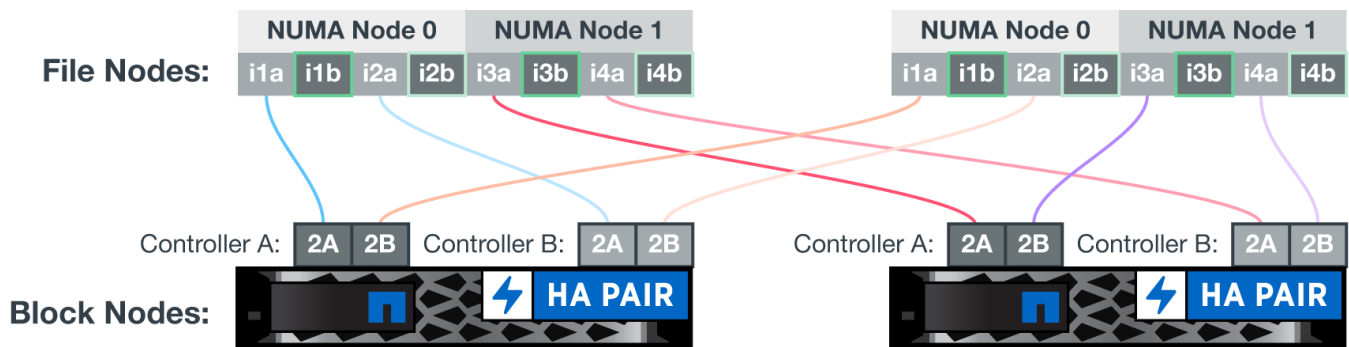 NUMA Node 0 NUMA Node 1 NUMA Node 0 NUMA Node 1
File Nodes: i1a i1b i2a i2b i3a i3b i4a i4b i1a i1b i2a i2b i3a i3b i4a i4b
Controller A: 2A 2B Controller B: 2A 2B Controller A: 2A 2B Controller B: 2A 2B
Block Nodes: HA PAIR HA PAIR